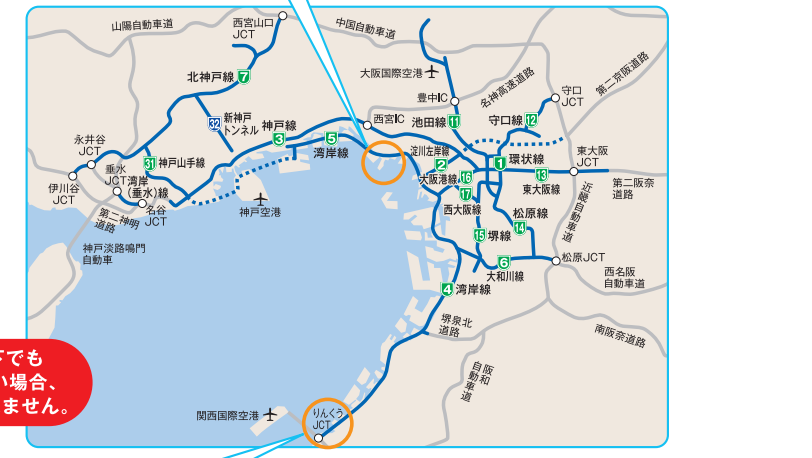 山陽自動車道
西宮山口
JCT
中国自動車道
北神戸線
7
大阪国際空港
名神高速道路
守口
JCT
第二京阪道路
豊中IC
32
新神戸
トンネル
神戸線
3
5
湾岸線
西宮IC
池田線
11
守口線
12
永井谷
JCT
31
神戸山手線
淀川左岸線
2
1
環状線
東大阪
JCT
伊川谷
JCT
垂水
JCT
湾岸
(垂水)線
名谷
JCT
大阪港線
16
13
東大阪線
第二阪奈
道路
17
西大阪線
松原線
14
近畿自動車道
第二神明
道路
神戸空港
神戸淡路鳴門
自動車
15
堺線
6
大和川線
松原JCT
西名阪
自動車道
4
湾岸線
堺泉北
道路
南阪奈道路
阪和
自動車道
下でも
い場合、
ません。
関西国際空港
りんくう
JCT